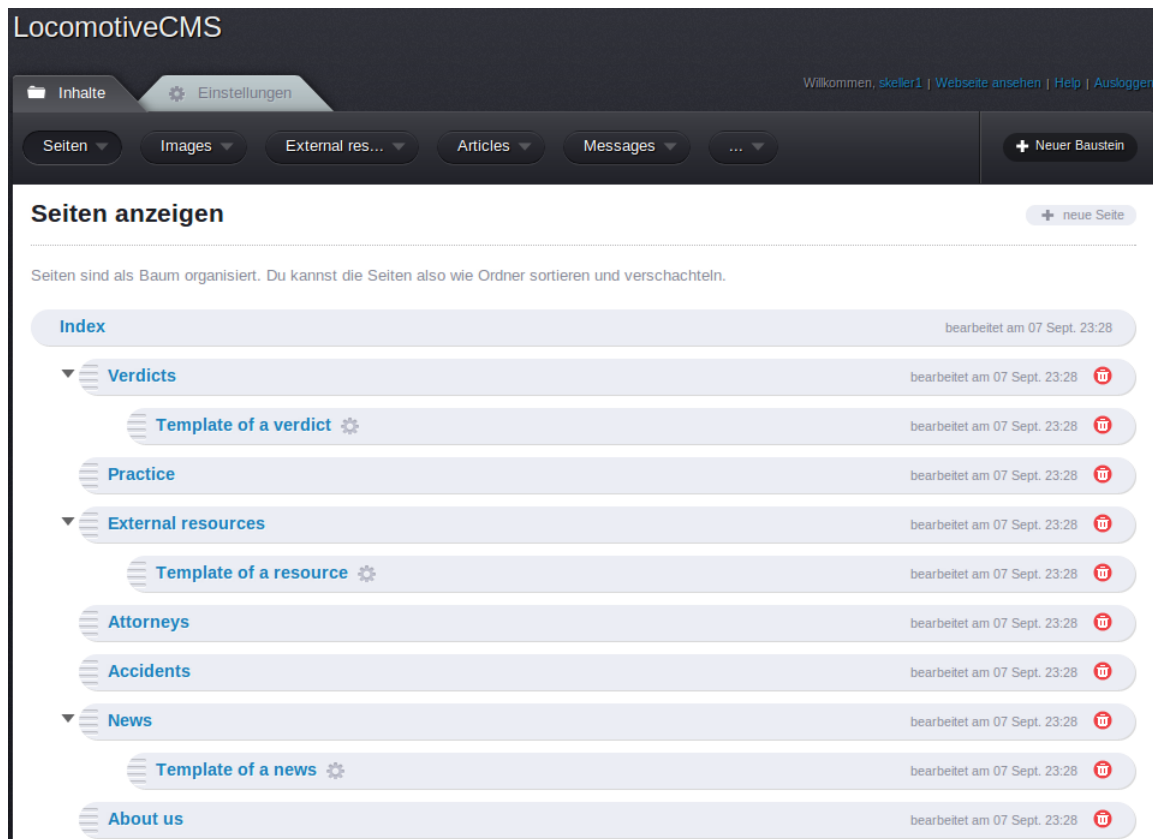 LocomotiveCMS
Inhalte Einstellungen Willkommen, skeller1 | Webseite ansehen | Help | Ausloggen
Seiten Images External res... Articles Messages ... Neuer Baustein
Seiten anzeigen neue Seite
Seiten sind als Baum organisiert. Du kannst die Seiten also wie Ordner sortieren und verschachteln.
Index bearbeitet am 07 Sept. 23:28
Verdicts bearbeitet am 07 Sept. 23:28
Template of a verdict bearbeitet am 07 Sept. 23:28
Practice bearbeitet am 07 Sept. 23:28
External resources bearbeitet am 07 Sept. 23:28
Template of a resource bearbeitet am 07 Sept. 23:28
Attorneys bearbeitet am 07 Sept. 23:28
Accidents bearbeitet am 07 Sept. 23:28
News bearbeitet am 07 Sept. 23:28
Template of a news bearbeitet am 07 Sept. 23:28
About us bearbeitet am 07 Sept. 23:28